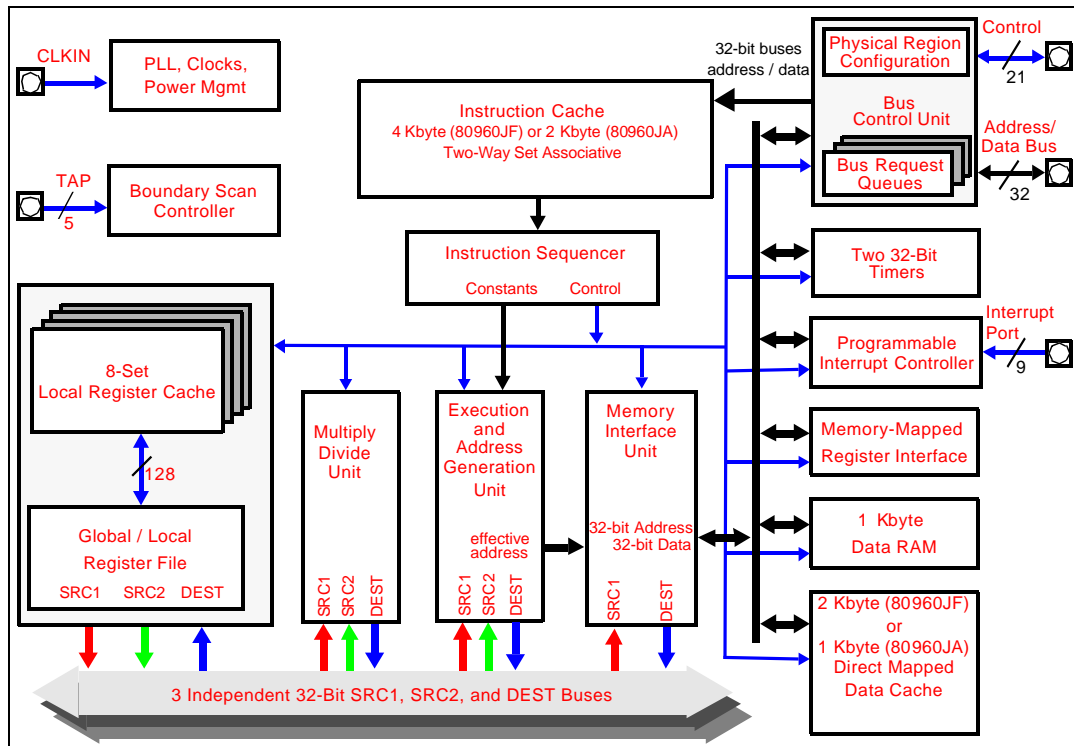 CLKIN
PLL, Clocks,
Power Mgmt
TAP
5
Boundary Scan
Controller
Instruction Cache
4 Kbyte (80960JF) or 2 Kbyte (80960JA)
Two-Way Set Associative
32-bit buses
address / data
Physical Region
Configuration
Bus
Control Unit
Bus Request
Queues
Control
21
Address/
Data Bus
32
Instruction Sequencer
Constants Control
Two 32-Bit
Timers
Programmable
Interrupt Controller
Interrupt
Port
9
Memory-Mapped
Register Interface
1 Kbyte
Data RAM
2 Kbyte (80960JF)
or
1 Kbyte (80960JA)
Direct Mapped
Data Cache
8-Set
Local Register Cache
128
Global / Local
Register File
SRC1 SRC2 DEST
Multiply
Divide
Unit
SRC1
SRC2
DEST
Execution
and
Address
Generation
Unit
effective
address
SRC1
SRC2
DEST
Memory
Interface
Unit
32-bit Address
32-bit Data
SRC1
DEST
3 Independent 32-Bit SRC1, SRC2, and DEST Buses